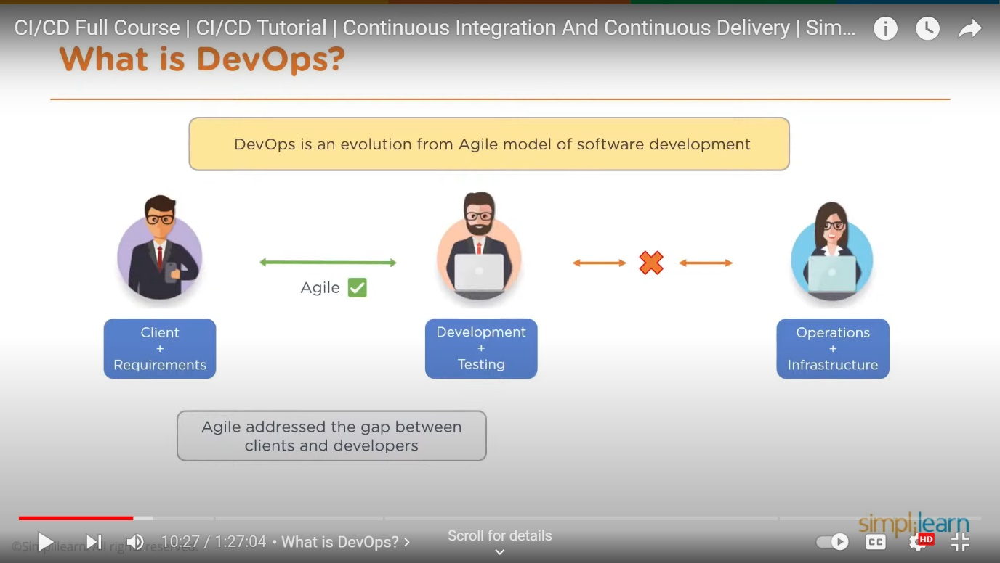 CI/CD Full Course | CI/CD Tutorial | Continuous Integration And Continuous Delivery | Sim...
What is DevOps?
DevOps is an evolution from Agile model of software development
Agile
Client
+
Requirements
Development
+
Testing
Operations
+
Infrastructure
Agile addressed the gap between
clients and developers
simplilearn
©Simplilearn. All rights reserved.
10:27 / 1:27:04 • What is DevOps?
Scroll for details
CC
HD